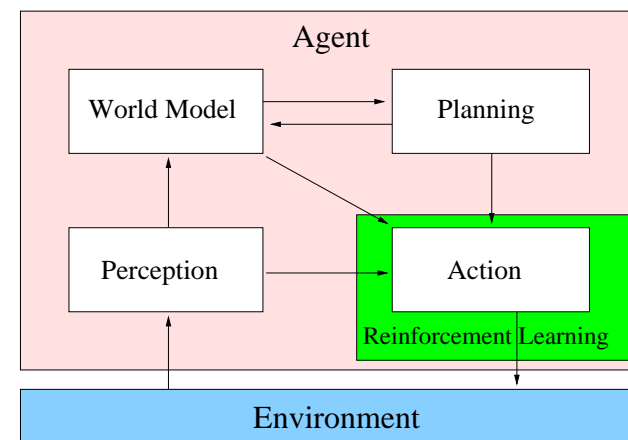 Agent
World Model
Planning
Perception
Action
Reinforcement Learning
Environment